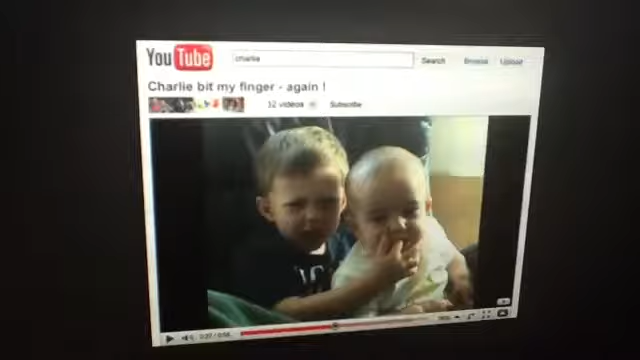 YouTube
charlie
Search
Browse
Upload
Charlie bit my finger - again !
32 videos
Subscribe